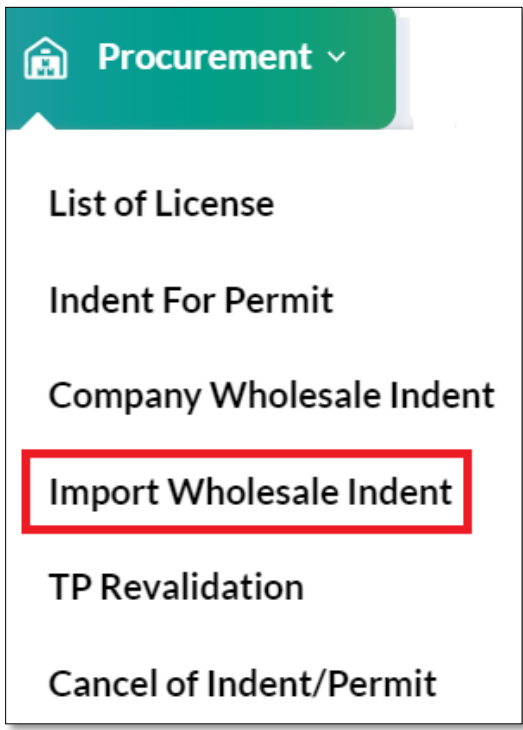 Procurement
List of License
Indent For Permit
Company Wholesale Indent
Import Wholesale Indent
TP Revalidation
Cancel of Indent/Permit